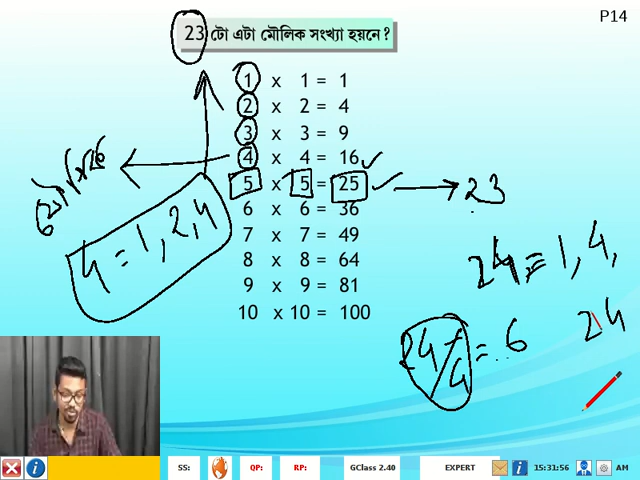 P14
23 টো এটা মৌলিক সংখ্যা হয়নে ?
1 x 1 = 1
2 x 2 = 4
3 x 3 = 9
4 x 4 = 16
5 x 5 = 25 → 23
6 x 6 = 36
7 x 7 = 49
8 x 8 = 64
9 x 9 = 81
10 x 10 = 100
4 = 1, 2, 4
24 = 1, 4,
24
24/4 = 6
SS: QP: RP: GClass 2.40 EXPERT 15:31:56 AM